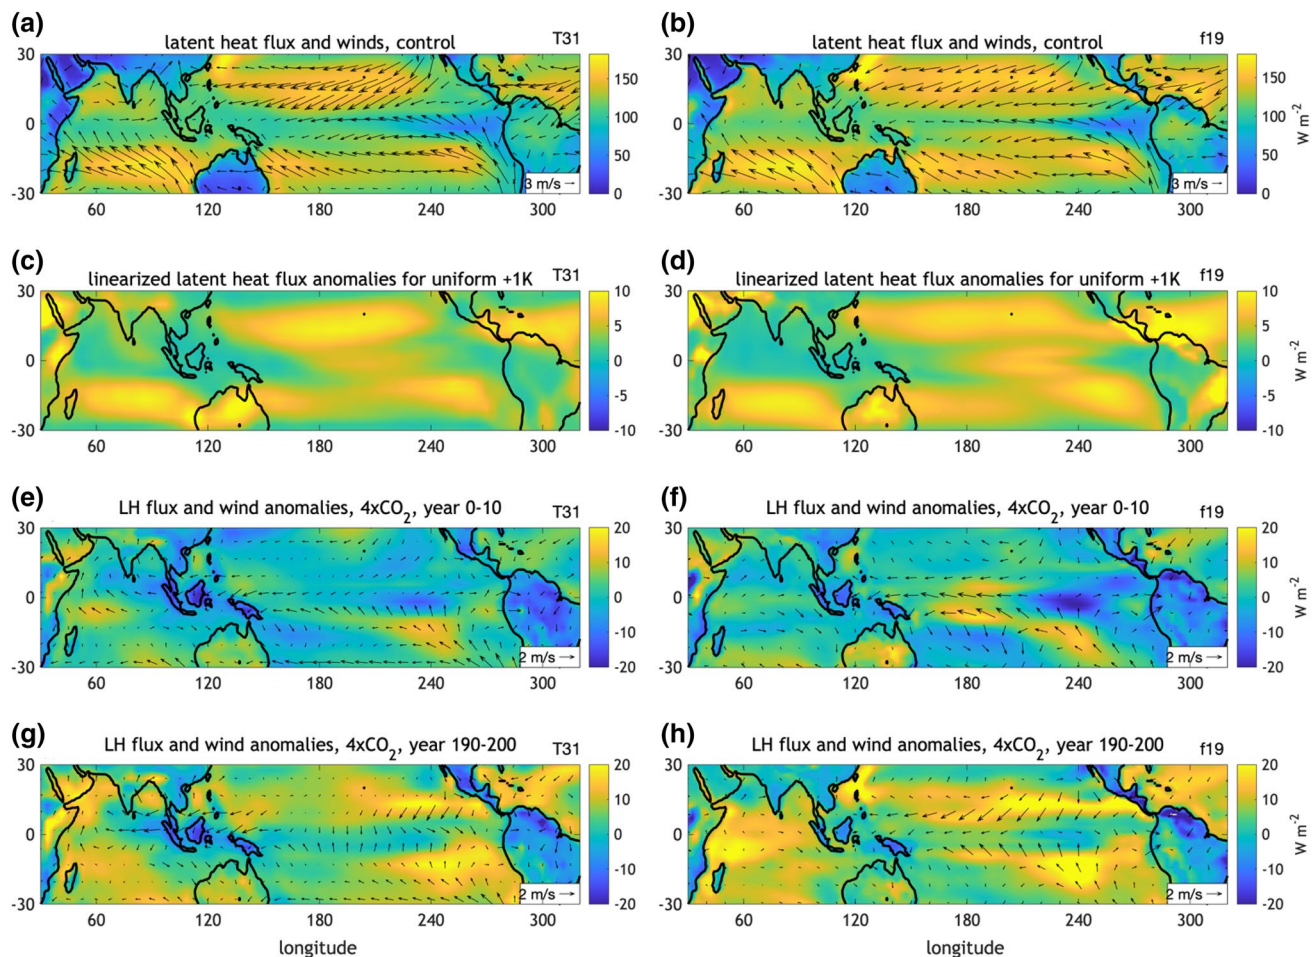 (a)
latent heat flux and winds, control
T31
30
0
-30
3 m/s
60
120
180
240
300
150
100
50
0
(b)
latent heat flux and winds, control
f19
30
0
-30
3 m/s
60
120
180
240
300
150
100
50
0
W m-2
(c)
linearized latent heat flux anomalies for uniform +1K
T31
30
0
-30
60
120
180
240
300
10
5
0
-5
-10
(d)
linearized latent heat flux anomalies for uniform +1K
f19
30
0
-30
60
120
180
240
300
10
5
0
-5
-10
W m-2
(e)
LH flux and wind anomalies, 4xCO2, year 0-10
T31
30
0
-30
2 m/s
60
120
180
240
300
20
10
0
-10
-20
(f)
LH flux and wind anomalies, 4xCO2, year 0-10
f19
30
0
-30
2 m/s
60
120
180
240
300
20
10
0
-10
-20
W m-2
(g)
LH flux and wind anomalies, 4xCO2, year 190-200
T31
30
0
-30
2 m/s
60
120
180
240
300
longitude
20
10
0
-10
-20
(h)
LH flux and wind anomalies, 4xCO2, year 190-200
f19
30
0
-30
2 m/s
60
120
180
240
300
longitude
20
10
0
-10
-20
W m-2